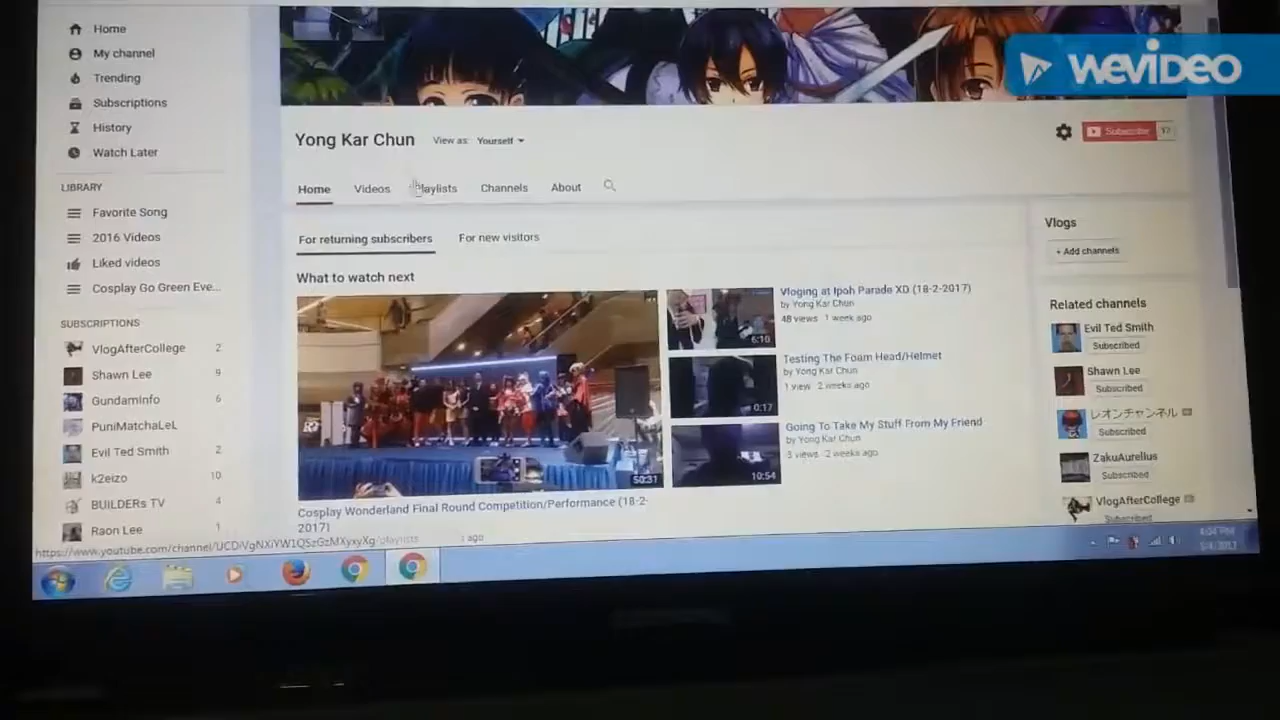 Home
My channel
Trending
Subscriptions
History
Watch Later
LIBRARY
Favorite Song
2016 Videos
Liked videos
Cosplay Go Green Eve...
SUBSCRIPTIONS
VlogAfterCollege 2
Shawn Lee 9
GundamInfo 6
PuniMatchaLeL
Evil Ted Smith 2
k2eizo 10
BUILDERs TV 4
Raon Lee 1
WEVIDEO
Yong Kar Chun View as: Yourself
Subscribe 17
Home Videos Playlists Channels About
For returning subscribers For new visitors
What to watch next
50:31
Cosplay Wonderland Final Round Competition/Performance (18-2-
2017)
ago
6:10
Vloging at Ipoh Parade XD (18-2-2017)
by Yong Kar Chun
48 views 1 week ago
0:17
Testing The Foam Head/Helmet
by Yong Kar Chun
1 view 2 weeks ago
10:54
Going To Take My Stuff From My Friend
by Yong Kar Chun
3 views 2 weeks ago
Vlogs
+ Add channels
Related channels
Evil Ted Smith
Subscribed
Shawn Lee
Subscribed
レオンチャンネル
Subscribed
ZakuAurelius
Subscribed
VlogAfterCollege
Subscribed
4:04 PM